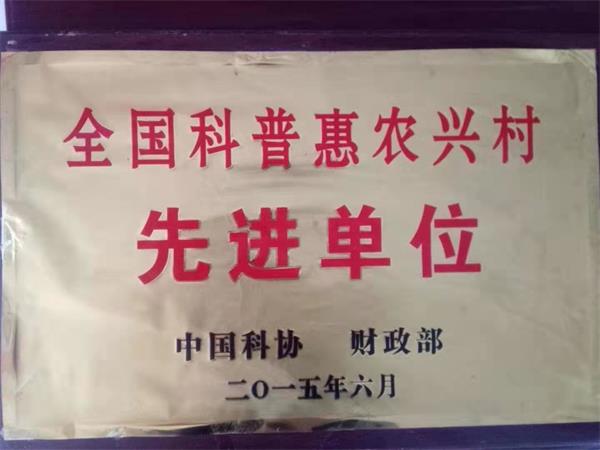 全国科普惠农兴村
先进单位
中国科协 财政部
二〇一五年六月